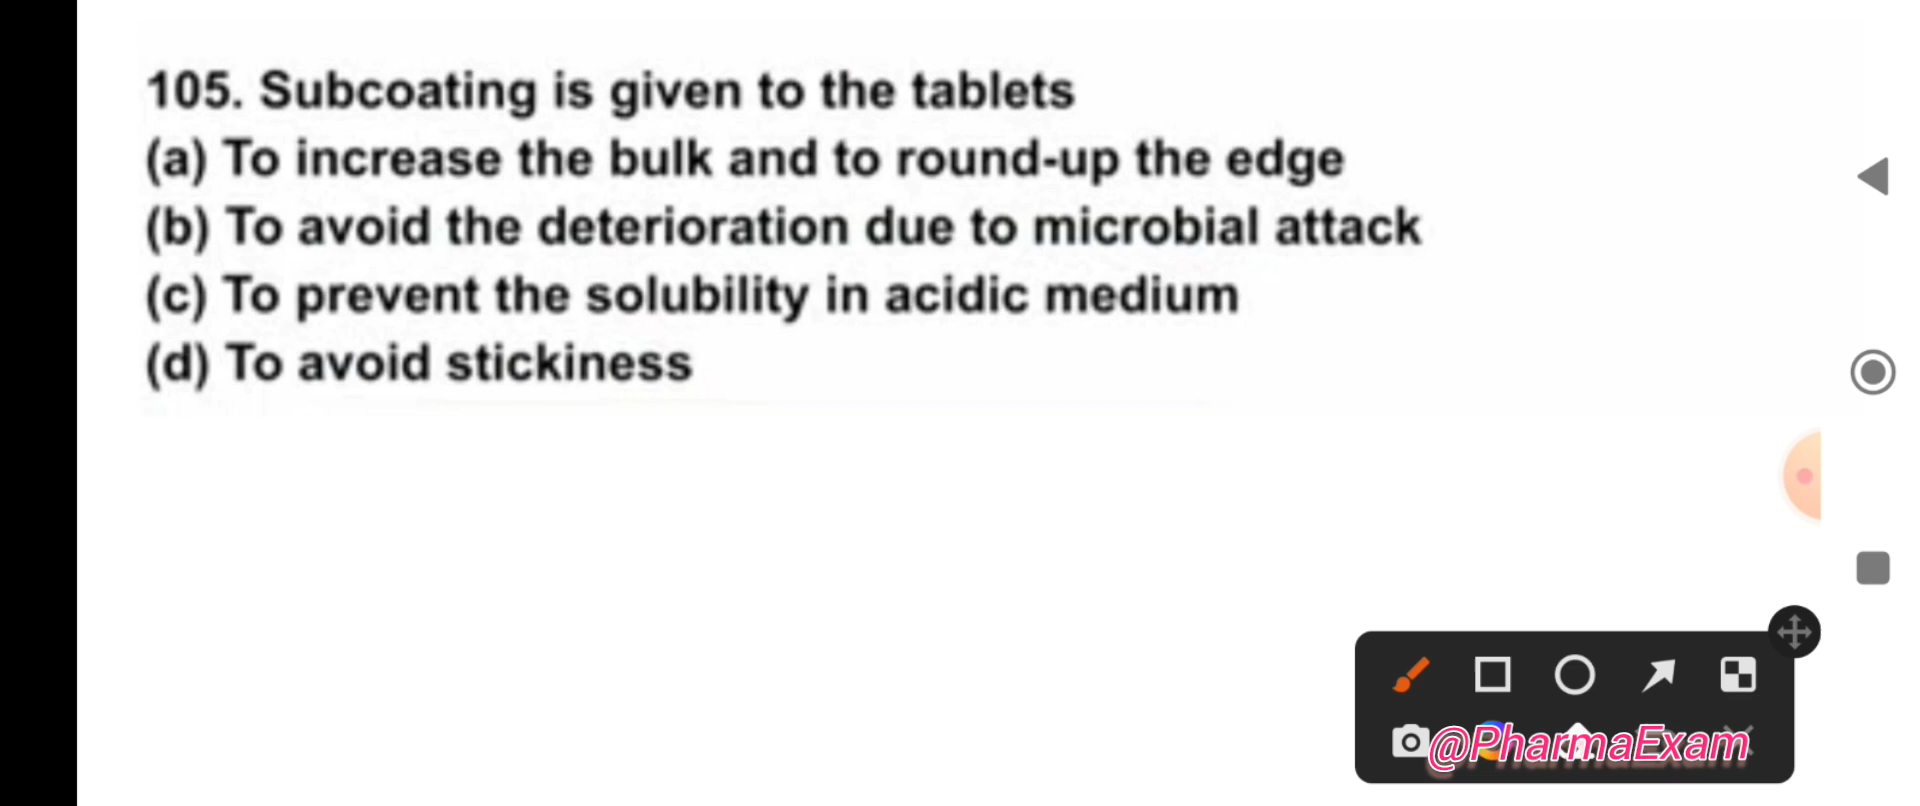 105. Subcoating is given to the tablets
(a) To increase the bulk and to round-up the edge
(b) To avoid the deterioration due to microbial attack
(c) To prevent the solubility in acidic medium
(d) To avoid stickiness
@PharmaExam